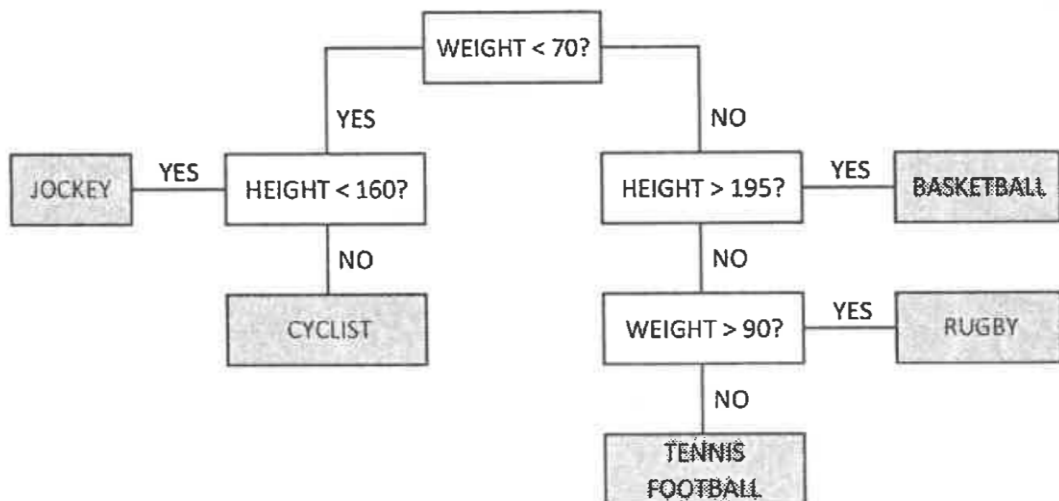 WEIGHT < 70?
YES
NO
JOCKEY
YES
HEIGHT < 160?
HEIGHT > 195?
YES
BASKETBALL
NO
NO
CYCLIST
WEIGHT > 90?
YES
RUGBY
NO
TENNIS
FOOTBALL